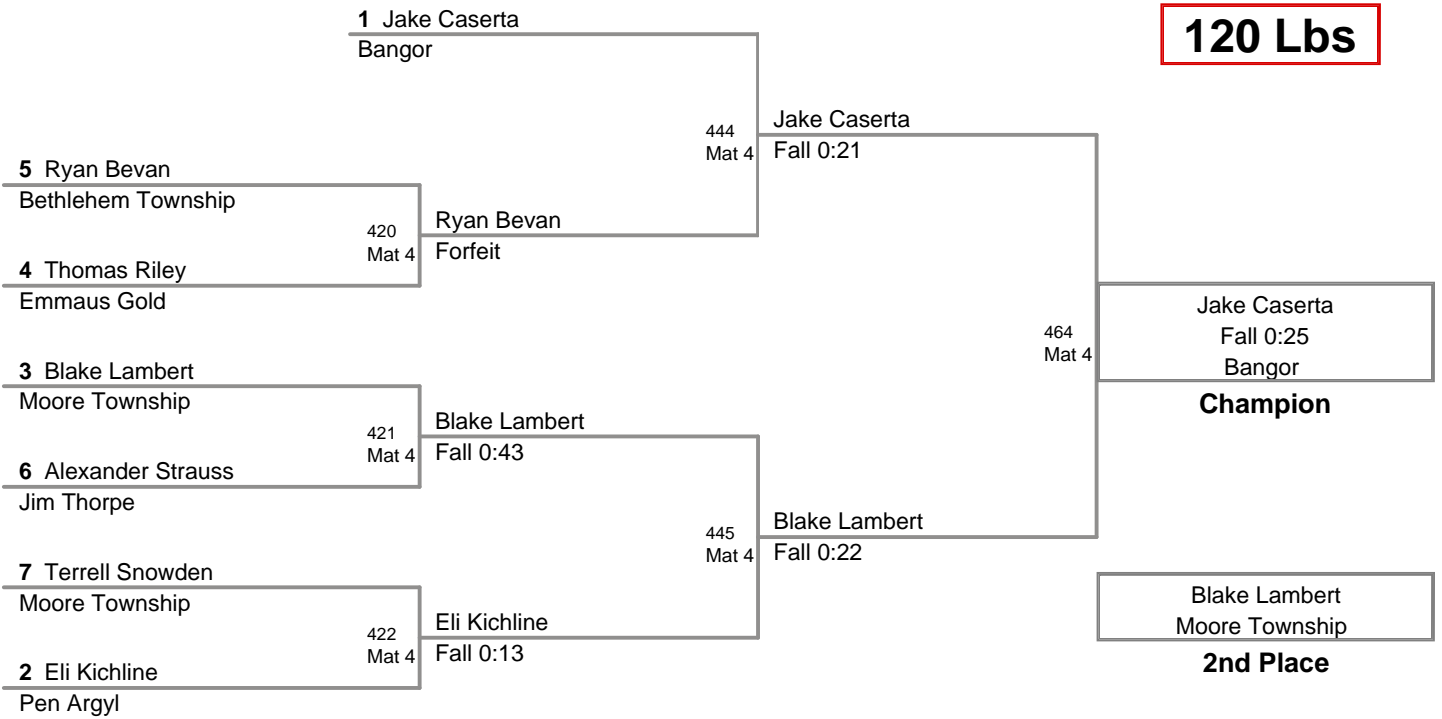 1 Jake Caserta
Bangor
120 Lbs
444
Mat 4
Jake Caserta
Fall 0:21
5 Ryan Bevan
Bethlehem Township
420
Mat 4
Ryan Bevan
Forfeit
4 Thomas Riley
Emmaus Gold
464
Mat 4
Jake Caserta
Fall 0:25
Bangor
Champion
3 Blake Lambert
Moore Township
421
Mat 4
Blake Lambert
Fall 0:43
6 Alexander Strauss
Jim Thorpe
445
Mat 4
Blake Lambert
Fall 0:22
7 Terrell Snowden
Moore Township
422
Mat 4
Eli Kichline
Fall 0:13
2 Eli Kichline
Pen Argyl
Blake Lambert
Moore Township
2nd Place